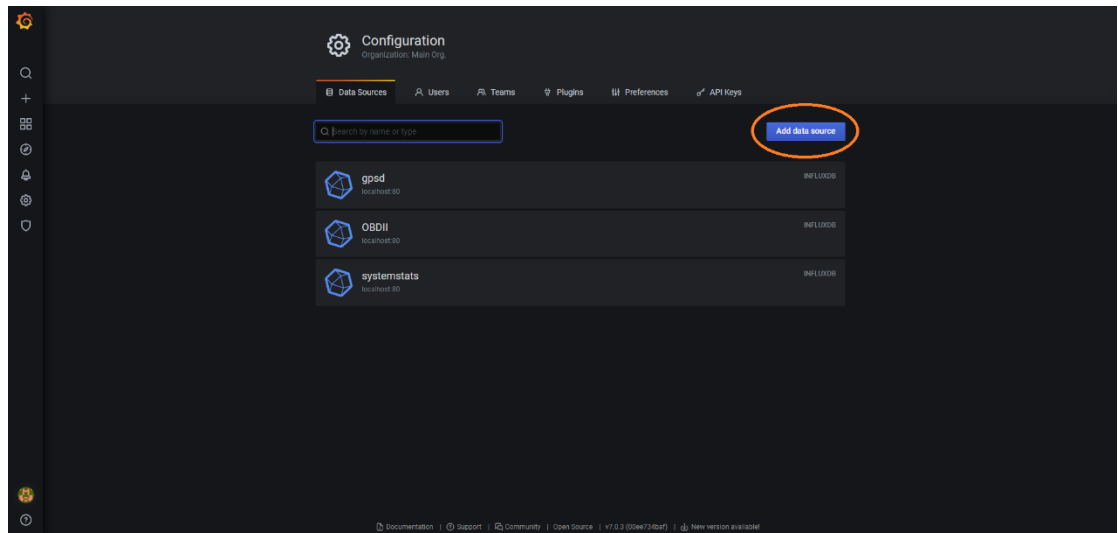 Configuration
Organization: Main Org.
Data Sources Users Teams Plugins Preferences API Keys
Search by name or type
Add data source
gpsd
INFLUXDB
localhost:80
OBDII
INFLUXDB
localhost:80
systemstats
INFLUXDB
localhost:80
Documentation | Support | Community | Open Source | v7.0.3 (00ee734baf) | New version available!